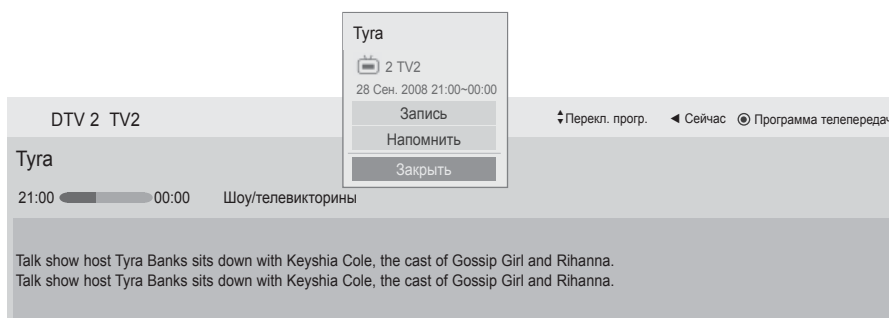 Tyra
2 TV2
28 Сен. 2008 21:00~00:00
Запись
Напомнить
Закрыть
DTV 2 TV2
Перекл. прогр. ◀ Сейчас ◉ Программа телепередач
Tyra
21:00 00:00 Шоу/телевикторины
Talk show host Tyra Banks sits down with Keyshia Cole, the cast of Gossip Girl and Rihanna.
Talk show host Tyra Banks sits down with Keyshia Cole, the cast of Gossip Girl and Rihanna.